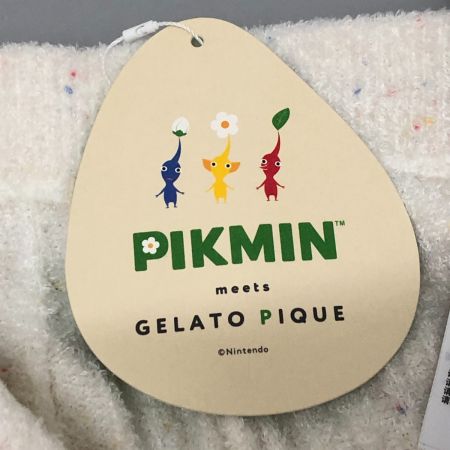 PIKMIN™
meets
GELATO PIQUE
©Nintendo